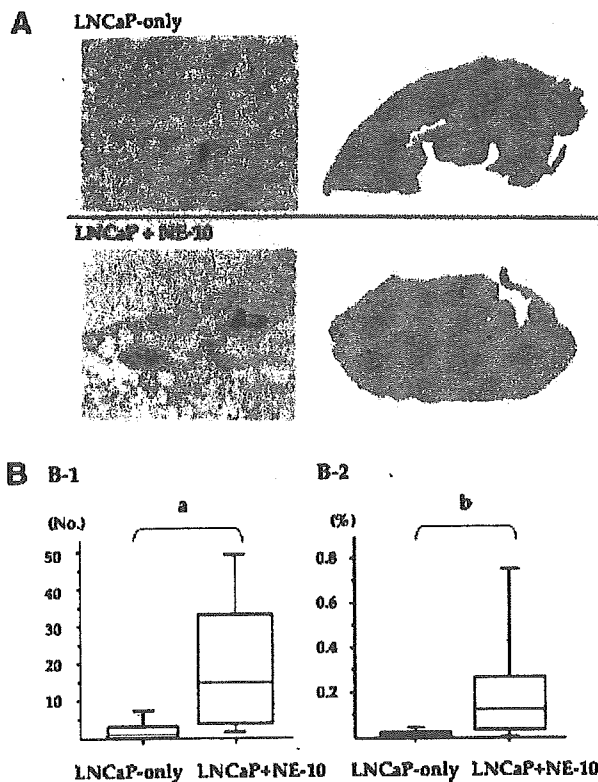 A
LNCaP-only
LNCaP + NE-10
B B-1 B-2
a b
(No.) (%)
50
40
30
20
10
0.8
0.6
0.4
0.2
LNCaP-only LNCaP+NE-10 LNCaP-only LNCaP+NE-10